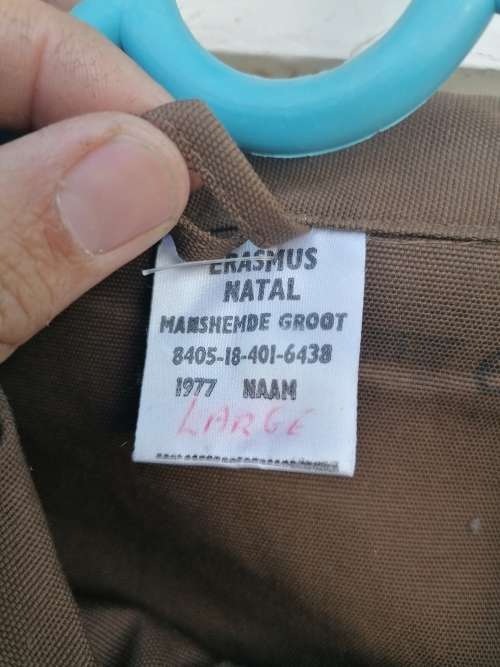 ERASMUS
NATAL
MANSHEMDE GROOT
8405-18-401-6438
1977 NAAM
LARGE